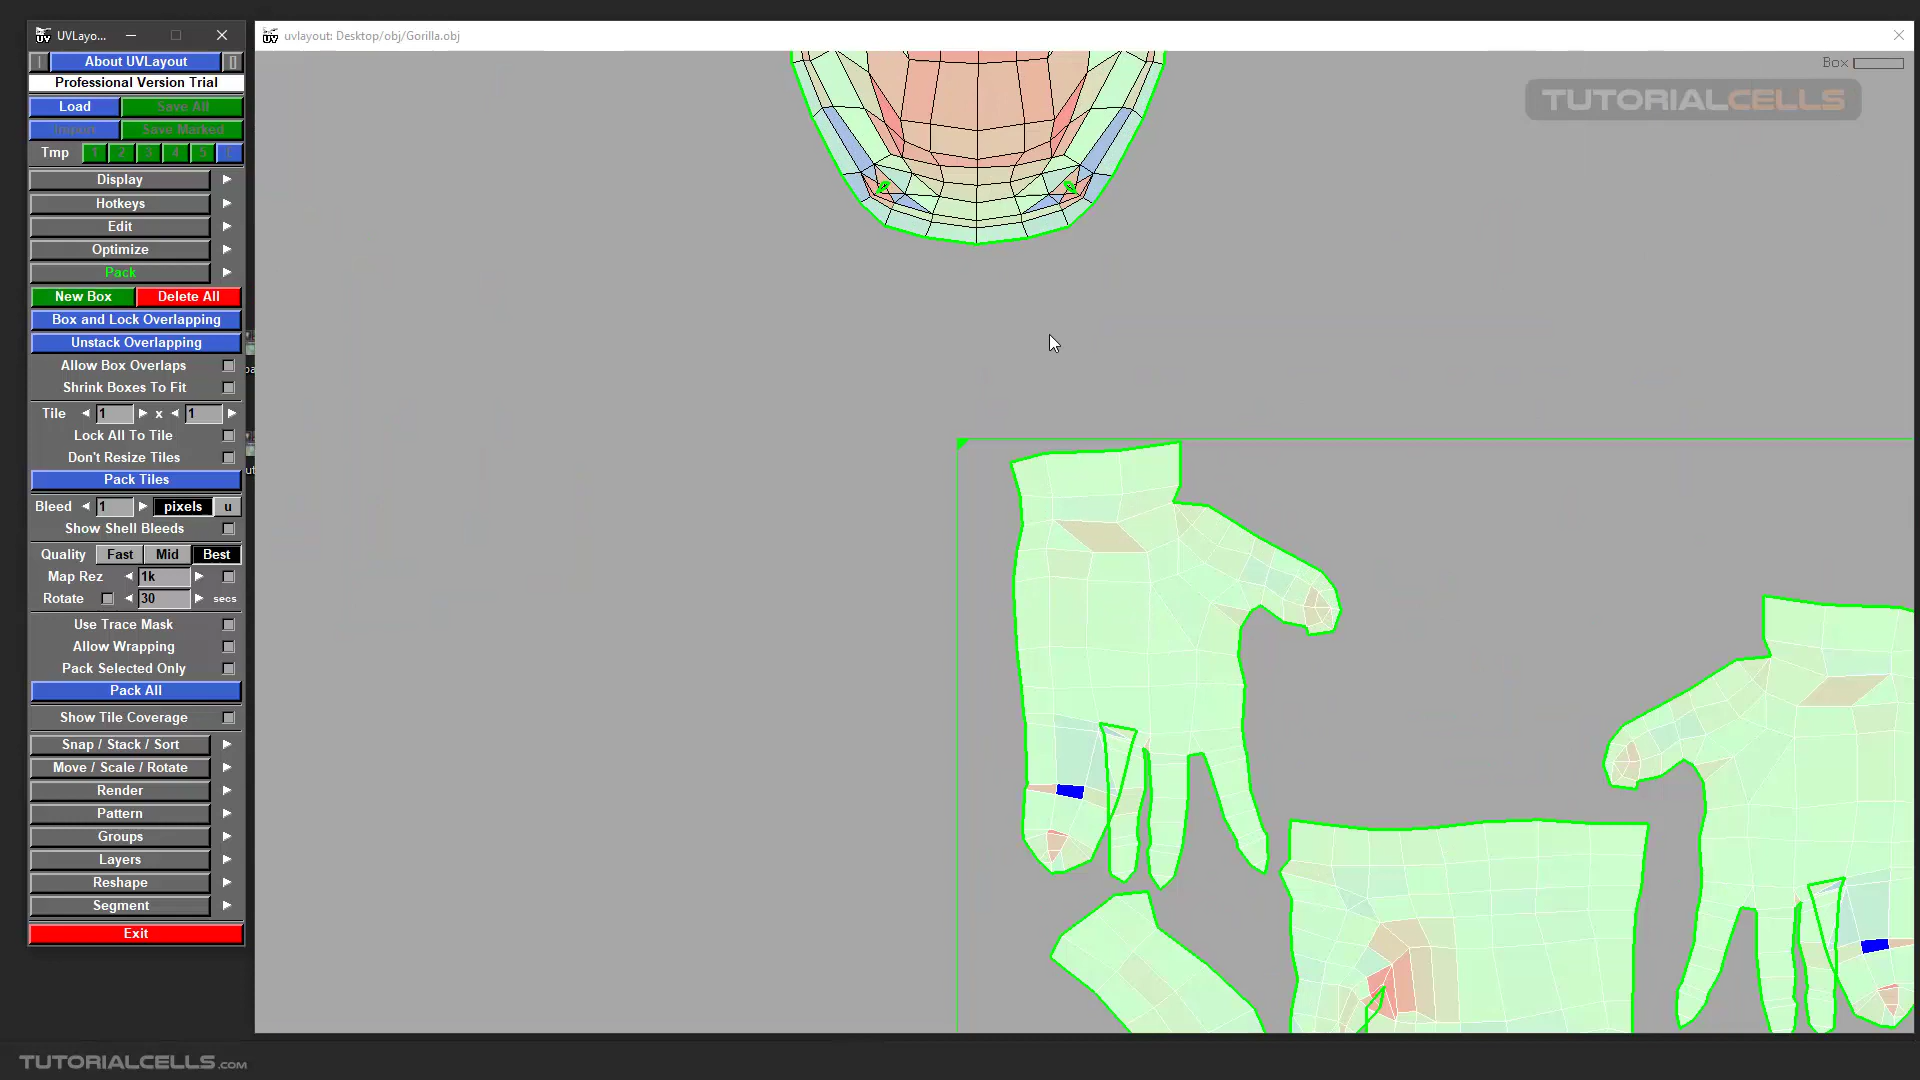 UVLayo...
About UVLayout
Professional Version Trial
Load Save All
Import Save Marked
Tmp 1 2 3 4 5
Display
Hotkeys
Edit
Optimize
Pack
New Box Delete All
Box and Lock Overlapping
Unstack Overlapping
Allow Box Overlaps
Shrink Boxes To Fit
Tile 1 x 1
Lock All To Tile
Don't Resize Tiles
Pack Tiles
Bleed 1 pixels u
Show Shell Bleeds
Quality Fast Mid Best
Map Rez 1k
Rotate 30 secs
Use Trace Mask
Allow Wrapping
Pack Selected Only
Pack All
Show Tile Coverage
Snap / Stack / Sort
Move / Scale / Rotate
Render
Pattern
Groups
Layers
Reshape
Segment
Exit
uvlayout: Desktop/obj/Gorilla.obj
Box
TUTORIALCELLS
TUTORIALCELLS.COM